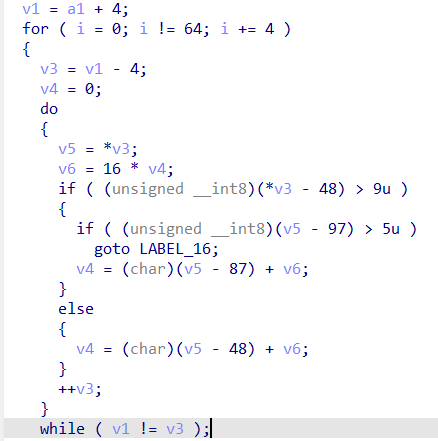 v1 = a1 + 4;
for ( i = 0; i != 64; i += 4 )
{
v3 = v1 - 4;
v4 = 0;
do
{
v5 = *v3;
v6 = 16 * v4;
if ( (unsigned __int8)(*v3 - 48) > 9u )
{
if ( (unsigned __int8)(v5 - 97) > 5u )
goto LABEL_16;
v4 = (char)(v5 - 87) + v6;
}
else
{
v4 = (char)(v5 - 48) + v6;
}
++v3;
}
while ( v1 != v3 );